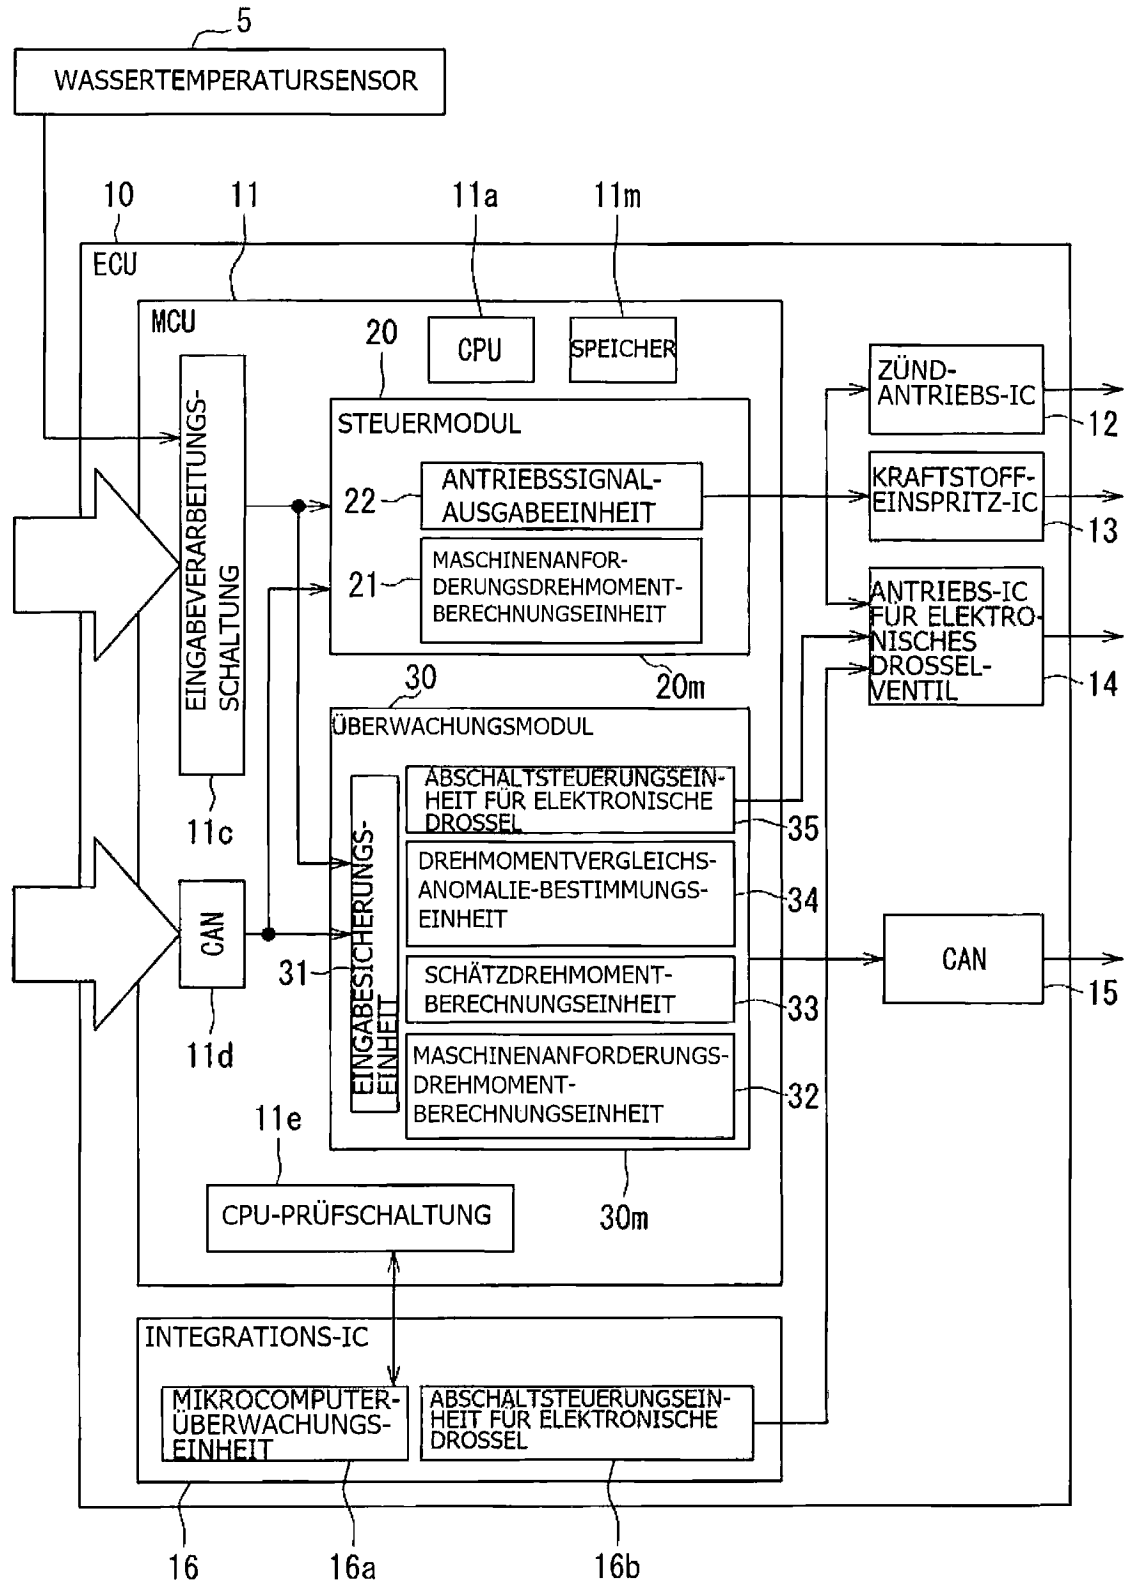 5
WASSERTEMPERATURSENSOR
10
11
11a
11m
ECU
MCU
20
CPU
SPEICHER
ZÜND-
ANTRIEBS-IC
12
EINGABEVERARBEITUNGS-
SCHALTUNG
STEUERMODUL
22
ANTRIEBSSIGNAL-
AUSGABEEINHEIT
KRAFTSTOFF-
EINSPRITZ-IC
13
21
MASCHINENANFOR-
DERUNGSDREHMOMENT-
BERECHNUNGSEINHEIT
ANTRIEBS-IC
FÜR ELEKTRO-
NISCHES
DROSSEL-
VENTIL
14
20m
30
ÜBERWACHUNGSMODUL
11c
ABSCHALTSTEUERUNGSEIN-
HEIT FÜR ELEKTRONISCHE
DROSSEL
35
DREHMOMENTVERGLEICHS-
ANOMALIE-BESTIMMUNGS-
EINHEIT
34
CAN
11d
31
EINGABESICHERUNGS-
EINHEIT
SCHÄTZDREHMOMENT-
BERECHNUNGSEINHEIT
33
CAN
15
MASCHINENANFORDERUNGS-
DREHMOMENT-
BERECHNUNGSEINHEIT
32
11e
30m
CPU-PRÜFSCHALTUNG
INTEGRATIONS-IC
MIKROCOMPUTER-
ÜBERWACHUNGS-
EINHEIT
ABSCHALTSTEUERUNGSEIN-
HEIT FÜR ELEKTRONISCHE
DROSSEL
16
16a
16b